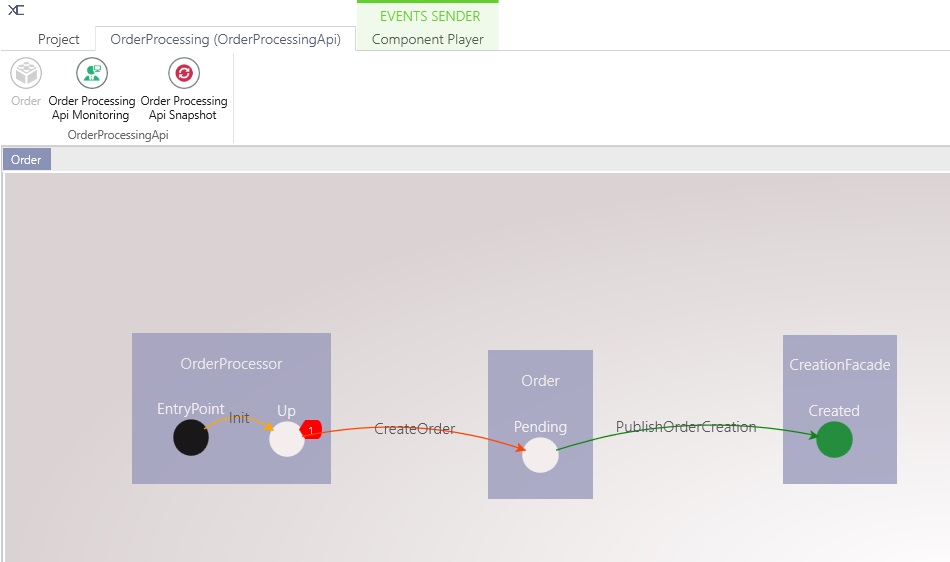 XC
EVENTS SENDER
Project
OrderProcessing (OrderProcessingApi)
Component Player
Order
Order Processing
Api Monitoring
Order Processing
Api Snapshot
OrderProcessingApi
Order
OrderProcessor
EntryPoint
Init
Up
1
CreateOrder
Order
Pending
PublishOrderCreation
CreationFacade
Created